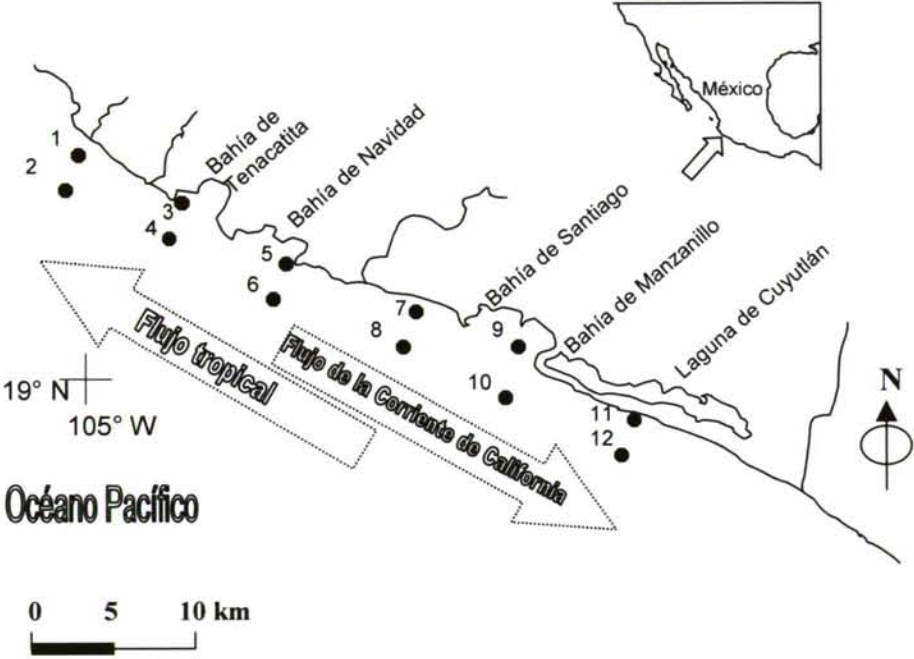 México
Bahía de
Tenacatita
Bahía de Navidad
Bahía de Santiago
Bahía de Manzanillo
Laguna de Cuyutlán
1
2
3
4
5
6
7
8
9
10
11
12
Flujo tropical
Flujo de la Corriente de California
19° N
105° W
N
Océano Pacífico
0 5 10 km